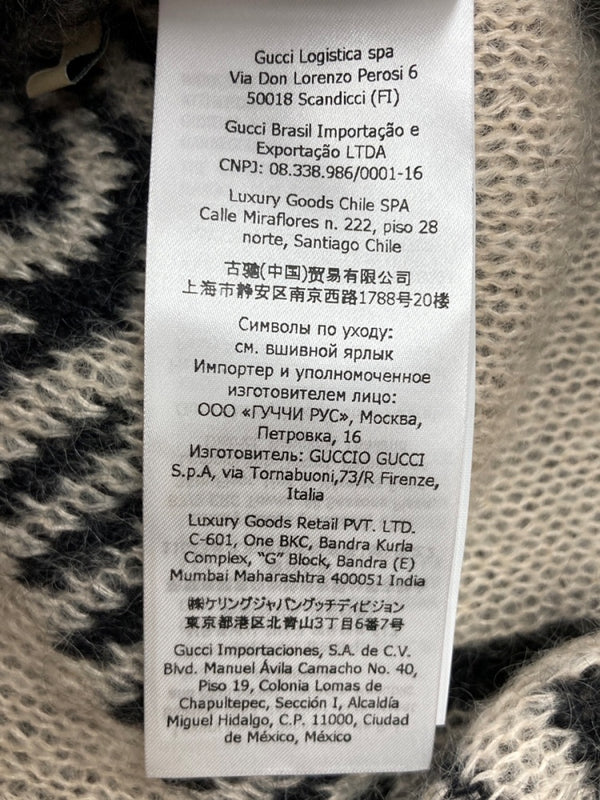 Gucci Logistica spa
Via Don Lorenzo Perosi 6
50018 Scandicci (FI)
Gucci Brasil Importação e
Exportação LTDA
CNPJ: 08.338.986/0001-16
Luxury Goods Chile SPA
Calle Miraflores n. 222, piso 28
norte, Santiago Chile
古驰(中国)贸易有限公司
上海市静安区南京西路1788号20楼
Символы по уходу:
см. вшивной ярлык
Импортер и уполномоченное
изготовителем лицо:
ООО «ГУЧЧИ РУС», Москва,
Петровка, 16
Изготовитель: GUCCIO GUCCI
S.p.A, via Tornabuoni,73/R Firenze,
Italia
Luxury Goods Retail PVT. LTD.
C-601, One BKC, Bandra Kurla
Complex, "G" Block, Bandra (E)
Mumbai Maharashtra 400051 India
㈱ケリングジャパングッチディビジョン
東京都港区北青山3丁目6番7号
Gucci Importaciones, S.A. de C.V.
Blvd. Manuel Ávila Camacho No. 40,
Piso 19, Colonia Lomas de
Chapultepec, Sección I, Alcaldía
Miguel Hidalgo, C.P. 11000, Ciudad
de México, México